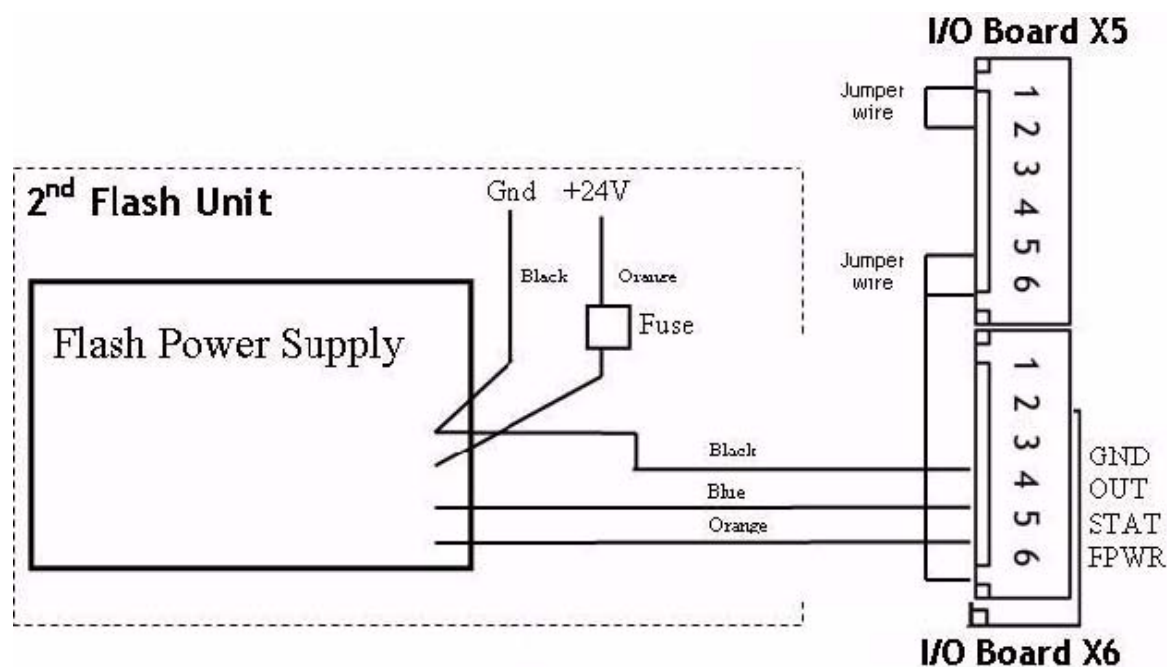 I/O Board X5
Jumper
wire
1
2
3
4
5
6
2nd Flash Unit
Gnd +24V
Black
Orange
Fuse
Flash Power Supply
Jumper
wire
1
2
3
4
5
6
Black
Blue
Orange
GND
OUT
STAT
FPWR
I/O Board X6